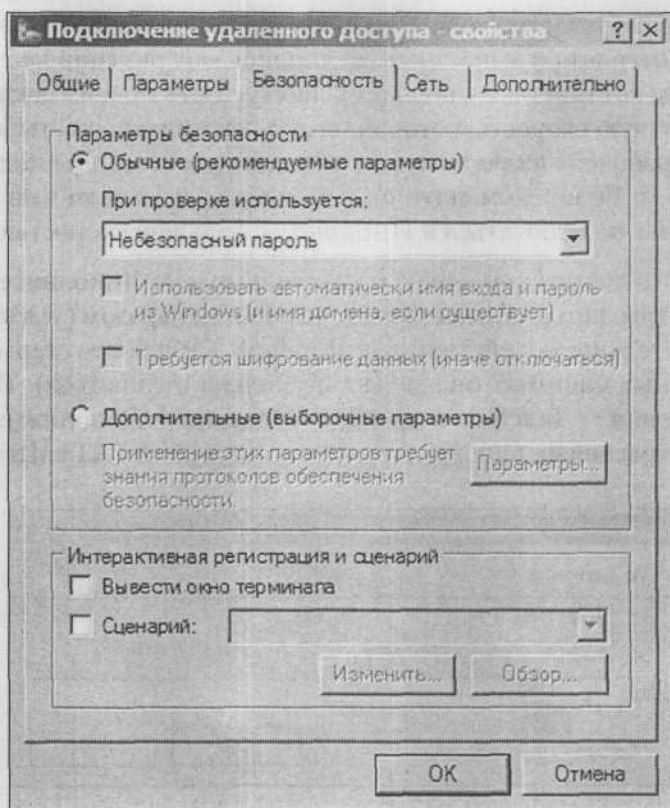 Подключение удаленного доступа - свойства
Общие Параметры Безопасность Сеть Дополнительно
Параметры безопасности
Обычные (рекомендуемые параметры)
При проверке используется:
Небезопасный пароль
Использовать автоматически имя входа и пароль
из Windows (и имя домена, если существует)
Требуется шифрование данных (иначе отключаться)
Дополнительные (выборочные параметры)
Применение этих параметров требует
знания протоколов обеспечения
безопасности.
Параметры...
Интерактивная регистрация и сценарий
Вывести окно терминала
Сценарий:
Изменить... Обзор...
OK Отмена